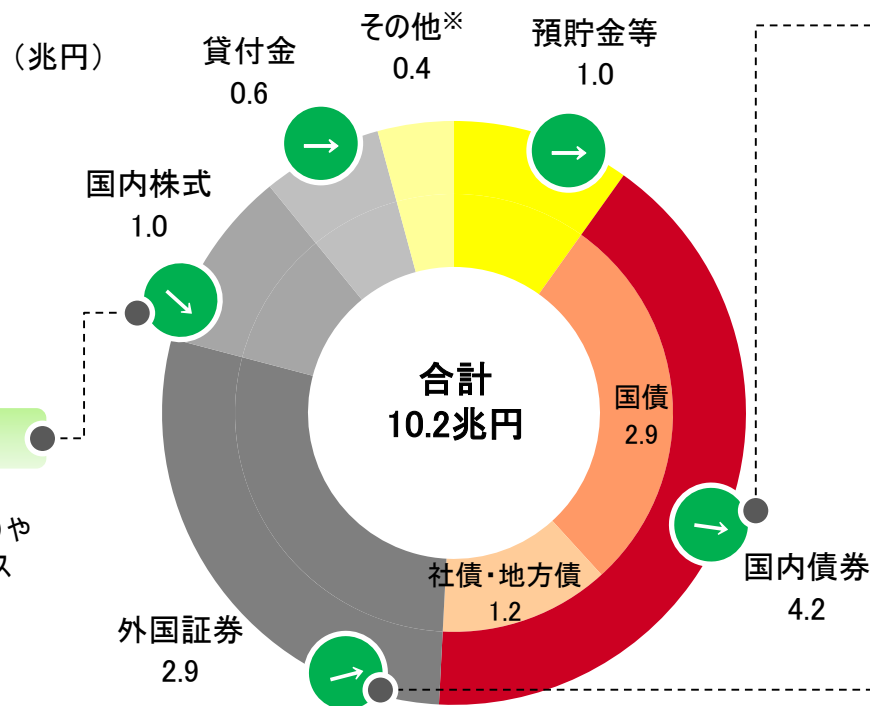 （兆円）
貸付金
0.6
その他※
0.4
預貯金等
1.0
国内株式
1.0
→
→
→
合計
10.2兆円
国債
2.9
→
国内債券
4.2
社債・地方債
1.2
外国証券
2.9
→
や
ス